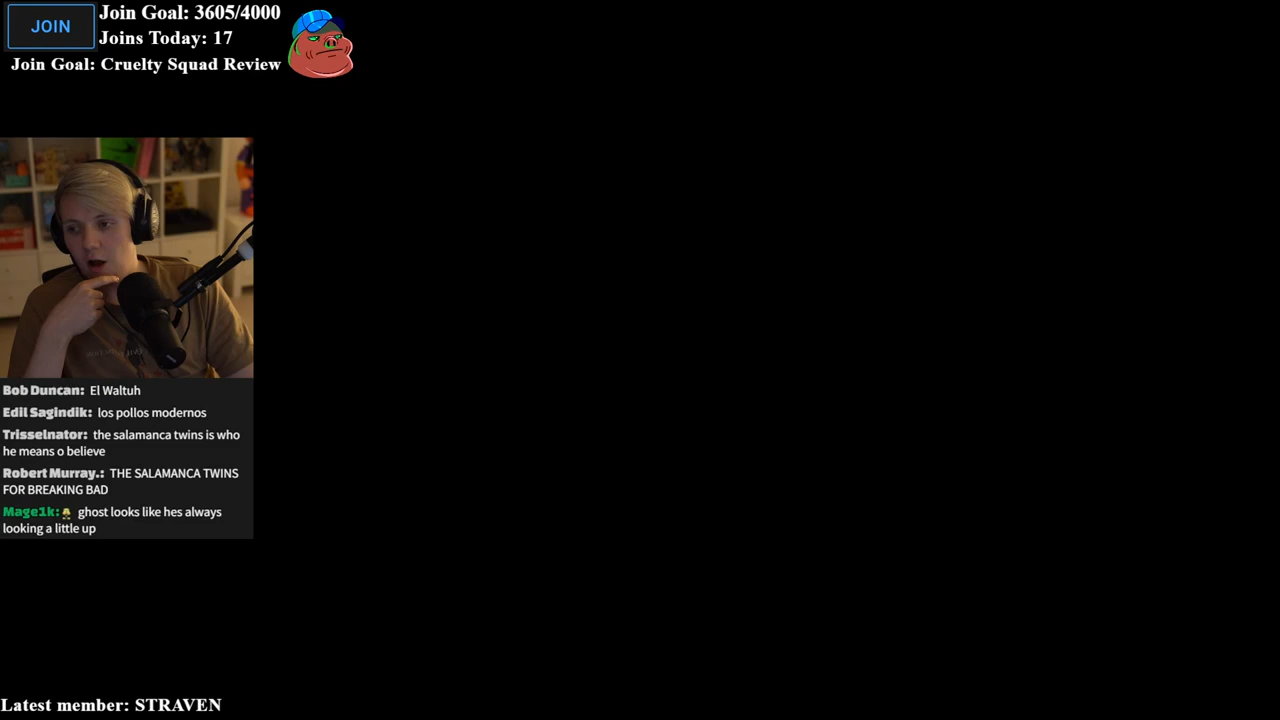 JOIN
Join Goal: 3605/4000
Joins Today: 17
Join Goal: Cruelty Squad Review
Bob Duncan: El Waltuh
Edil Sagindik: los pollos modernos
Trisselnator: the salamanca twins is who
he means o believe
Robert Murray.: THE SALAMANCA TWINS
FOR BREAKING BAD
Mage1k: ghost looks like hes always
looking a little up
Latest member: STRAVEN